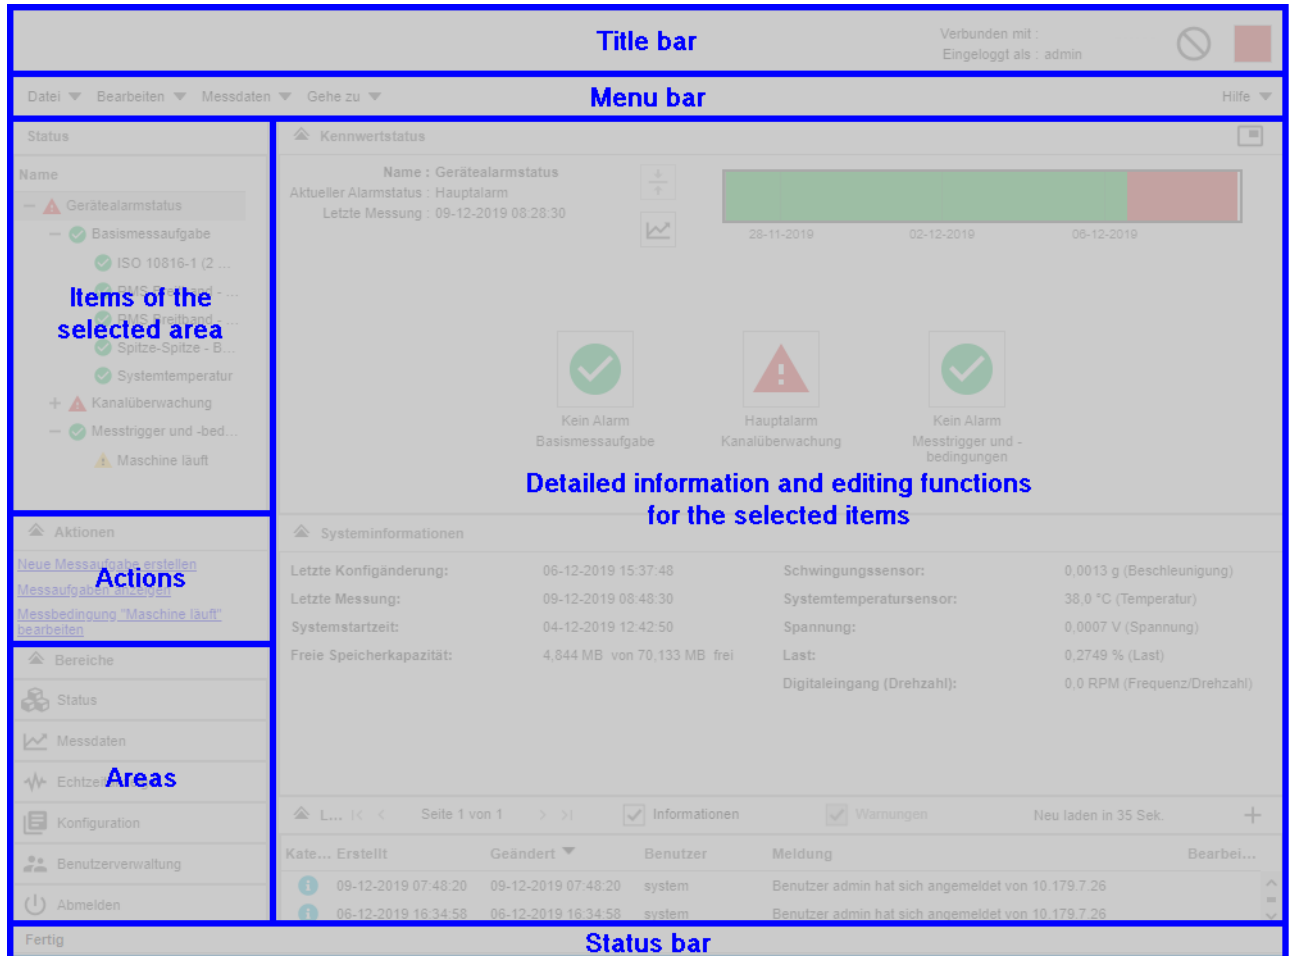 Title bar
Verbunden mit :
Eingeloggt als : admin
Datei Bearbeiten Messdaten Gehe zu
Menu bar
Hilfe
Status
Name
Gerätealarmstatus
Basismessaufgabe
ISO 10816-1 (2 ...
RMS Breitband - ...
RMS Breitband - ...
Spitze-Spitze - B...
Systemtemperatur
Kanalüberwachung
Messtrigger und -bed...
Maschine läuft
Items of the
selected area
Aktionen
Neue Messaufgabe erstellen
Messaufgaben anzeigen
Messbedingung "Maschine läuft"
bearbeiten
Actions
Bereiche
Status
Messdaten
Konfiguration
Benutzerverwaltung
Abmelden
Areas
Kennwertstatus
Name : Gerätealarmstatus
Aktueller Alarmstatus : Hauptalarm
Letzte Messung : 09-12-2019 08:28:30
28-11-2019 02-12-2019 06-12-2019
Kein Alarm
Basismessaufgabe
Hauptalarm
Kanalüberwachung
Kein Alarm
Messtrigger und -
bedingungen
Detailed information and editing functions
for the selected items
Systeminformationen
Letzte Konfigänderung: 06-12-2019 15:37:48 Schwingungssensor: 0,0013 g (Beschleunigung)
Letzte Messung: 09-12-2019 08:48:30 Systemtemperatursensor: 38,0 °C (Temperatur)
Systemstartzeit: 04-12-2019 12:42:50 Spannung: 0,0007 V (Spannung)
Freie Speicherkapazität: 4,844 MB von 70,133 MB frei Last: 0,2749 % (Last)
Digitaleingang (Drehzahl): 0,0 RPM (Frequenz/Drehzahl)
L... Seite 1 von 1 Informationen Warnungen Neu laden in 35 Sek.
Kate... Erstellt Geändert Benutzer Meldung Bearbei...
09-12-2019 07:48:20 09-12-2019 07:48:20 system Benutzer admin hat sich angemeldet von 10.179.7.26
06-12-2019 16:34:58 06-12-2019 16:34:58 system Benutzer admin hat sich angemeldet von 10.179.7.26
Fertig
Status bar